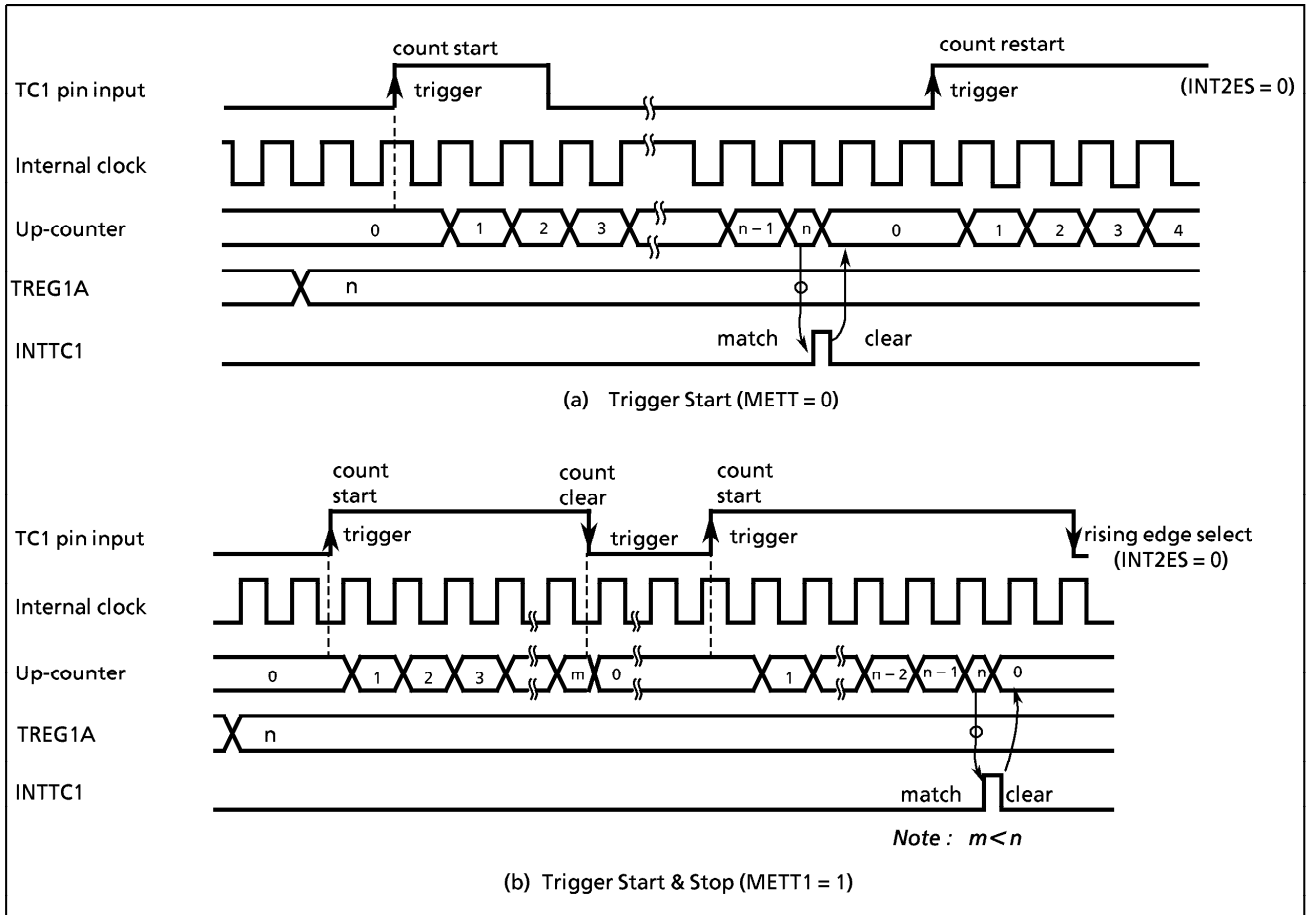 count start
count restart
TC1 pin input
trigger
trigger
(INT2ES = 0)
Internal clock
Up-counter
0
1
2
3
n – 1
n
0
1
2
3
4
TREG1A
n
INTTC1
match
clear
(a) Trigger Start (METT = 0)
count
start
count
clear
count
start
TC1 pin input
trigger
trigger
trigger
rising edge select
(INT2ES = 0)
Internal clock
Up-counter
0
1
2
3
m
0
1
n – 2
n – 1
n
0
TREG1A
n
INTTC1
match
clear
Note : m < n
(b) Trigger Start & Stop (METT1 = 1)